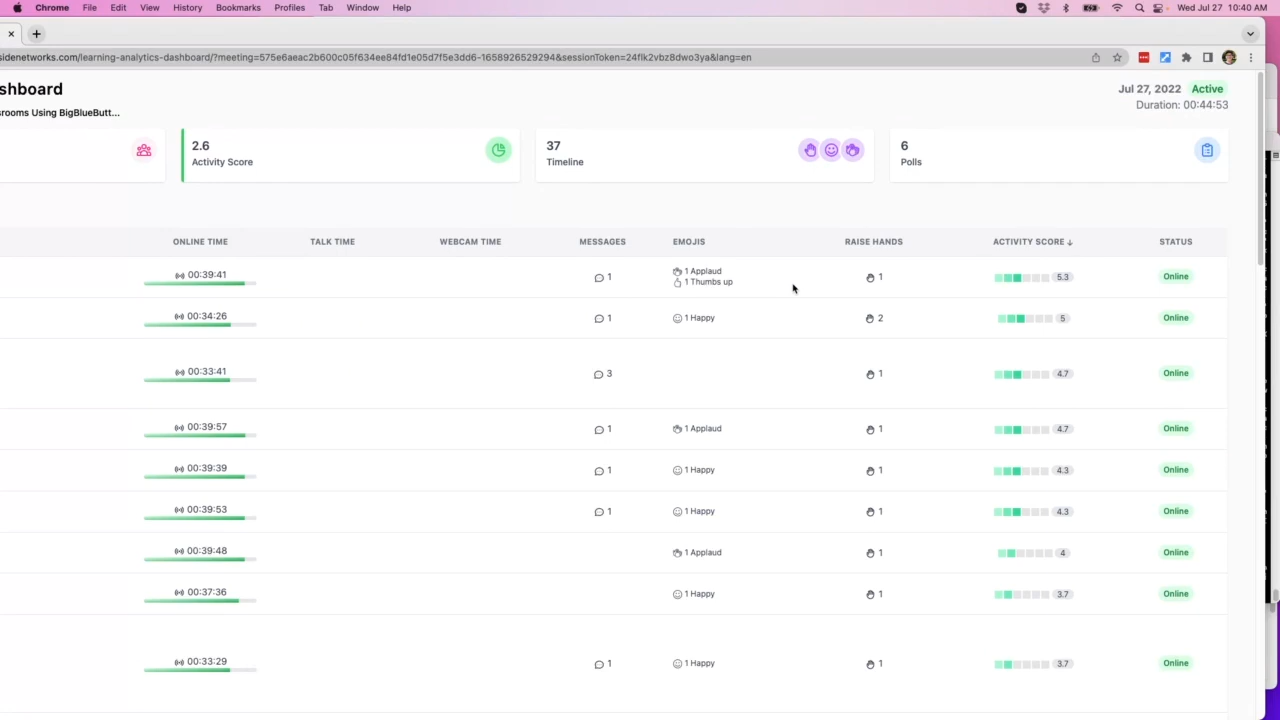 Chrome File Edit View History Bookmarks Profiles Tab Window Help Wed Jul 27 10:40 AM
sidenetworks.com/learning-analytics-dashboard/?meeting=575e6aeac2b600c05f634ee84fd1e05d7f5e3dd6-1658926529294&sessionToken=24flk2vbz8dwo3ya&lang=en
shboard
Jul 27, 2022 Active
Duration: 00:44:53
srooms Using BigBlueButt...
2.6
Activity Score
37
Timeline
6
Polls
ONLINE TIME TALK TIME WEBCAM TIME MESSAGES EMOJIS RAISE HANDS ACTIVITY SCORE ↓ STATUS
00:39:41 1 1 Applaud 1 5.3 Online
1 Thumbs up
00:34:26 1 1 Happy 2 5 Online
00:33:41 3 1 4.7 Online
00:39:57 1 1 Applaud 1 4.7 Online
00:39:39 1 1 Happy 1 4.3 Online
00:39:53 1 1 Happy 1 4.3 Online
00:39:48 1 Applaud 1 4 Online
00:37:36 1 Happy 1 3.7 Online
00:33:29 1 1 Happy 1 3.7 Online